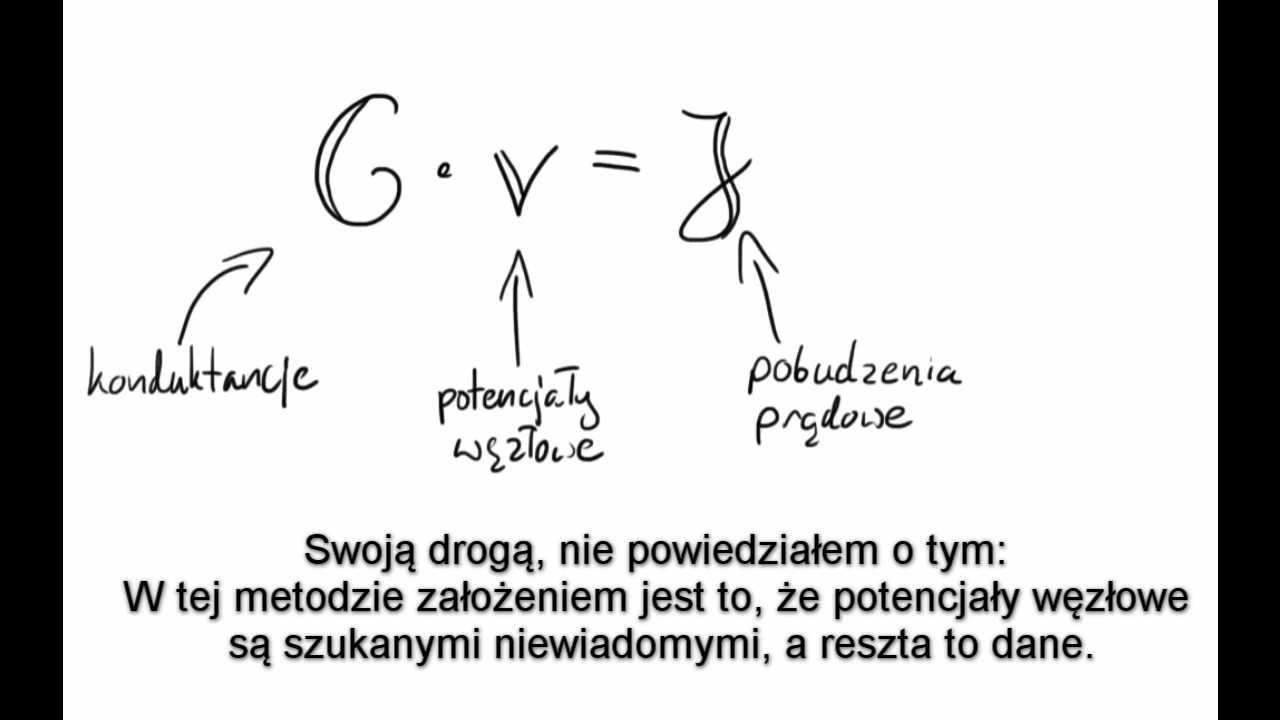 G · V = J
konduktancje
potencjały
węzłowe
pobudzenia
prądowe
Swoją drogą, nie powiedziałem o tym:
W tej metodzie założeniem jest to, że potencjały węzłowe
są szukanymi niewiadomymi, a reszta to dane.